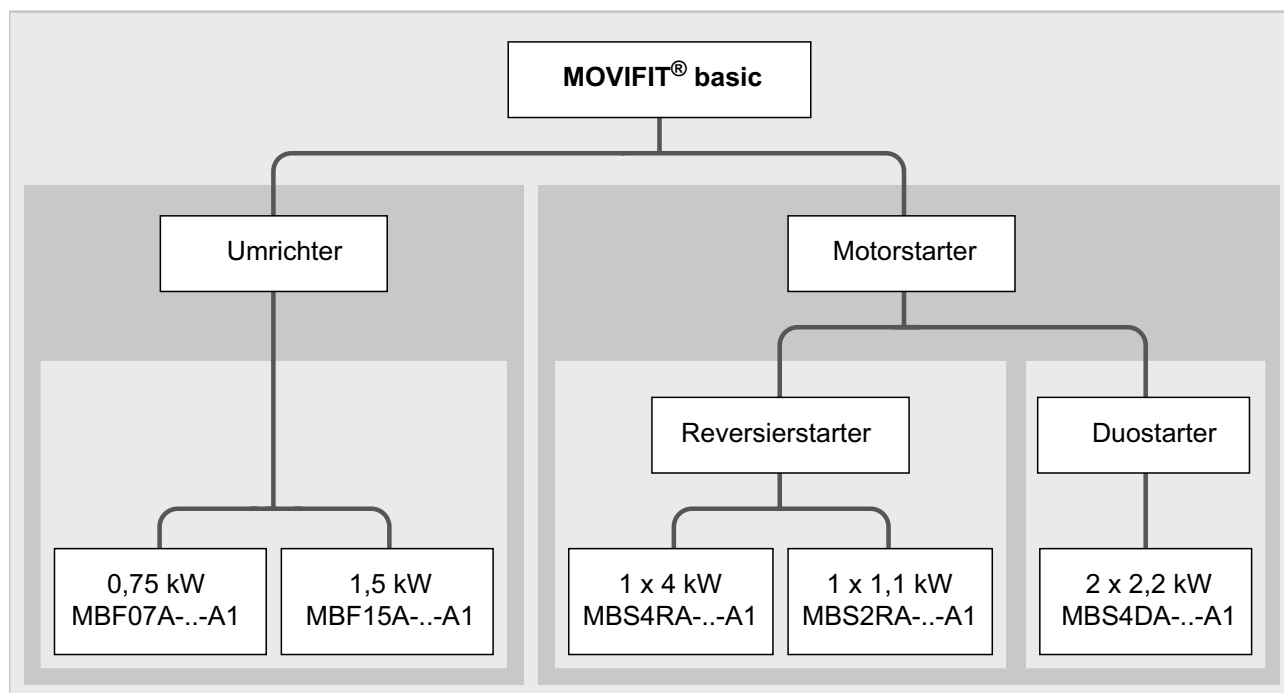 MOVIFIT® basic
Umrichter
Motorstarter
Reversierstarter
Duostarter
0,75 kW
MBF07A-..-A1
1,5 kW
MBF15A-..-A1
1 x 4 kW
MBS4RA-..-A1
1 x 1,1 kW
MBS2RA-..-A1
2 x 2,2 kW
MBS4DA-..-A1